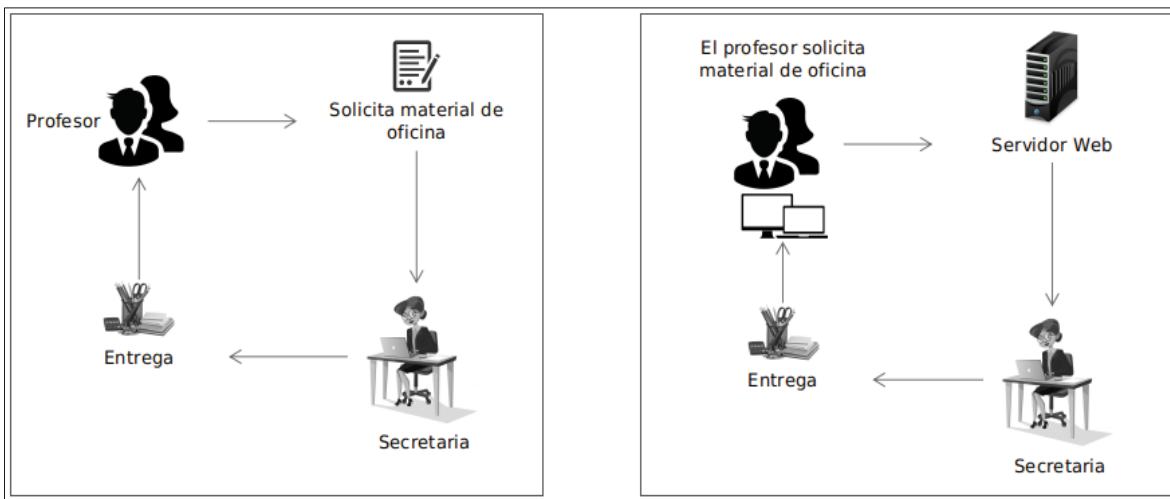 Profesor
Solicita material de
oficina
Entrega
Secretaria
El profesor solicita
material de oficina
Servidor Web
Entrega
Secretaria